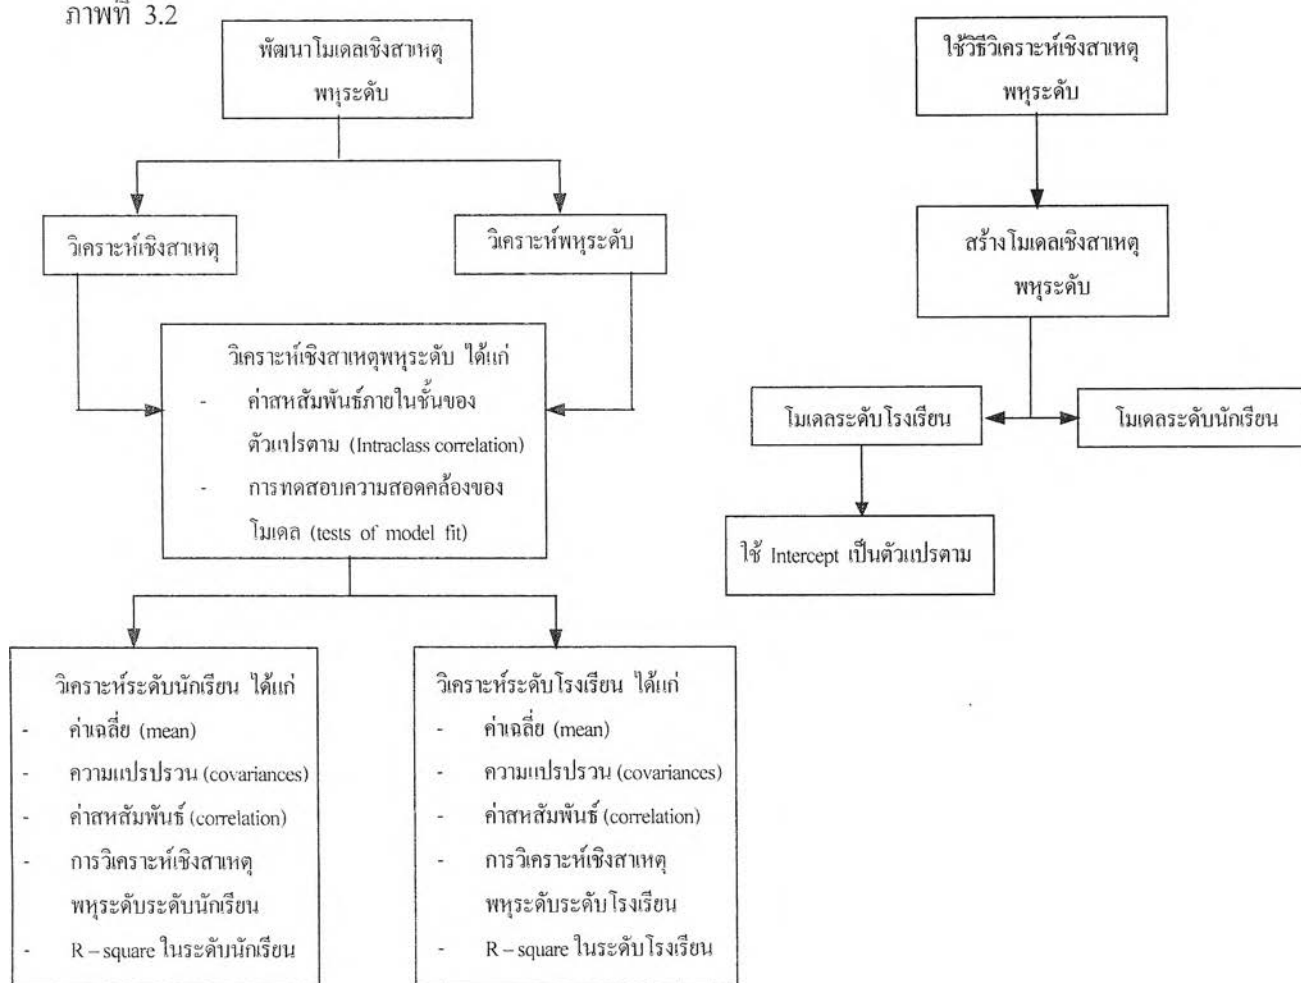 ภาพที่ 3.2
พัฒนาโมเดลเชิงสาเหตุ
พหุระดับ
วิเคราะห์เชิงสาเหตุ
วิเคราะห์พหุระดับ
วิเคราะห์เชิงสาเหตุพหุระดับ ได้แก่
- ค่าสหสัมพันธ์ภายในชั้นของ
ตัวแปรตาม (Intraclass correlation)
- การทดสอบความสอดคล้องของ
โมเดล (tests of model fit)
วิเคราะห์ระดับนักเรียน ได้แก่
- ค่าเฉลี่ย (mean)
- ความแปรปรวน (covariances)
- ค่าสหสัมพันธ์ (correlation)
- การวิเคราะห์เชิงสาเหตุ
พหุระดับระดับนักเรียน
- R – square ในระดับนักเรียน
วิเคราะห์ระดับโรงเรียน ได้แก่
- ค่าเฉลี่ย (mean)
- ความแปรปรวน (covariances)
- ค่าสหสัมพันธ์ (correlation)
- การวิเคราะห์เชิงสาเหตุ
พหุระดับระดับโรงเรียน
- R – square ในระดับโรงเรียน
ใช้วิธีวิเคราะห์เชิงสาเหตุ
พหุระดับ
สร้างโมเดลเชิงสาเหตุ
พหุระดับ
โมเดลระดับโรงเรียน
โมเดลระดับนักเรียน
ใช้ Intercept เป็นตัวแปรตาม